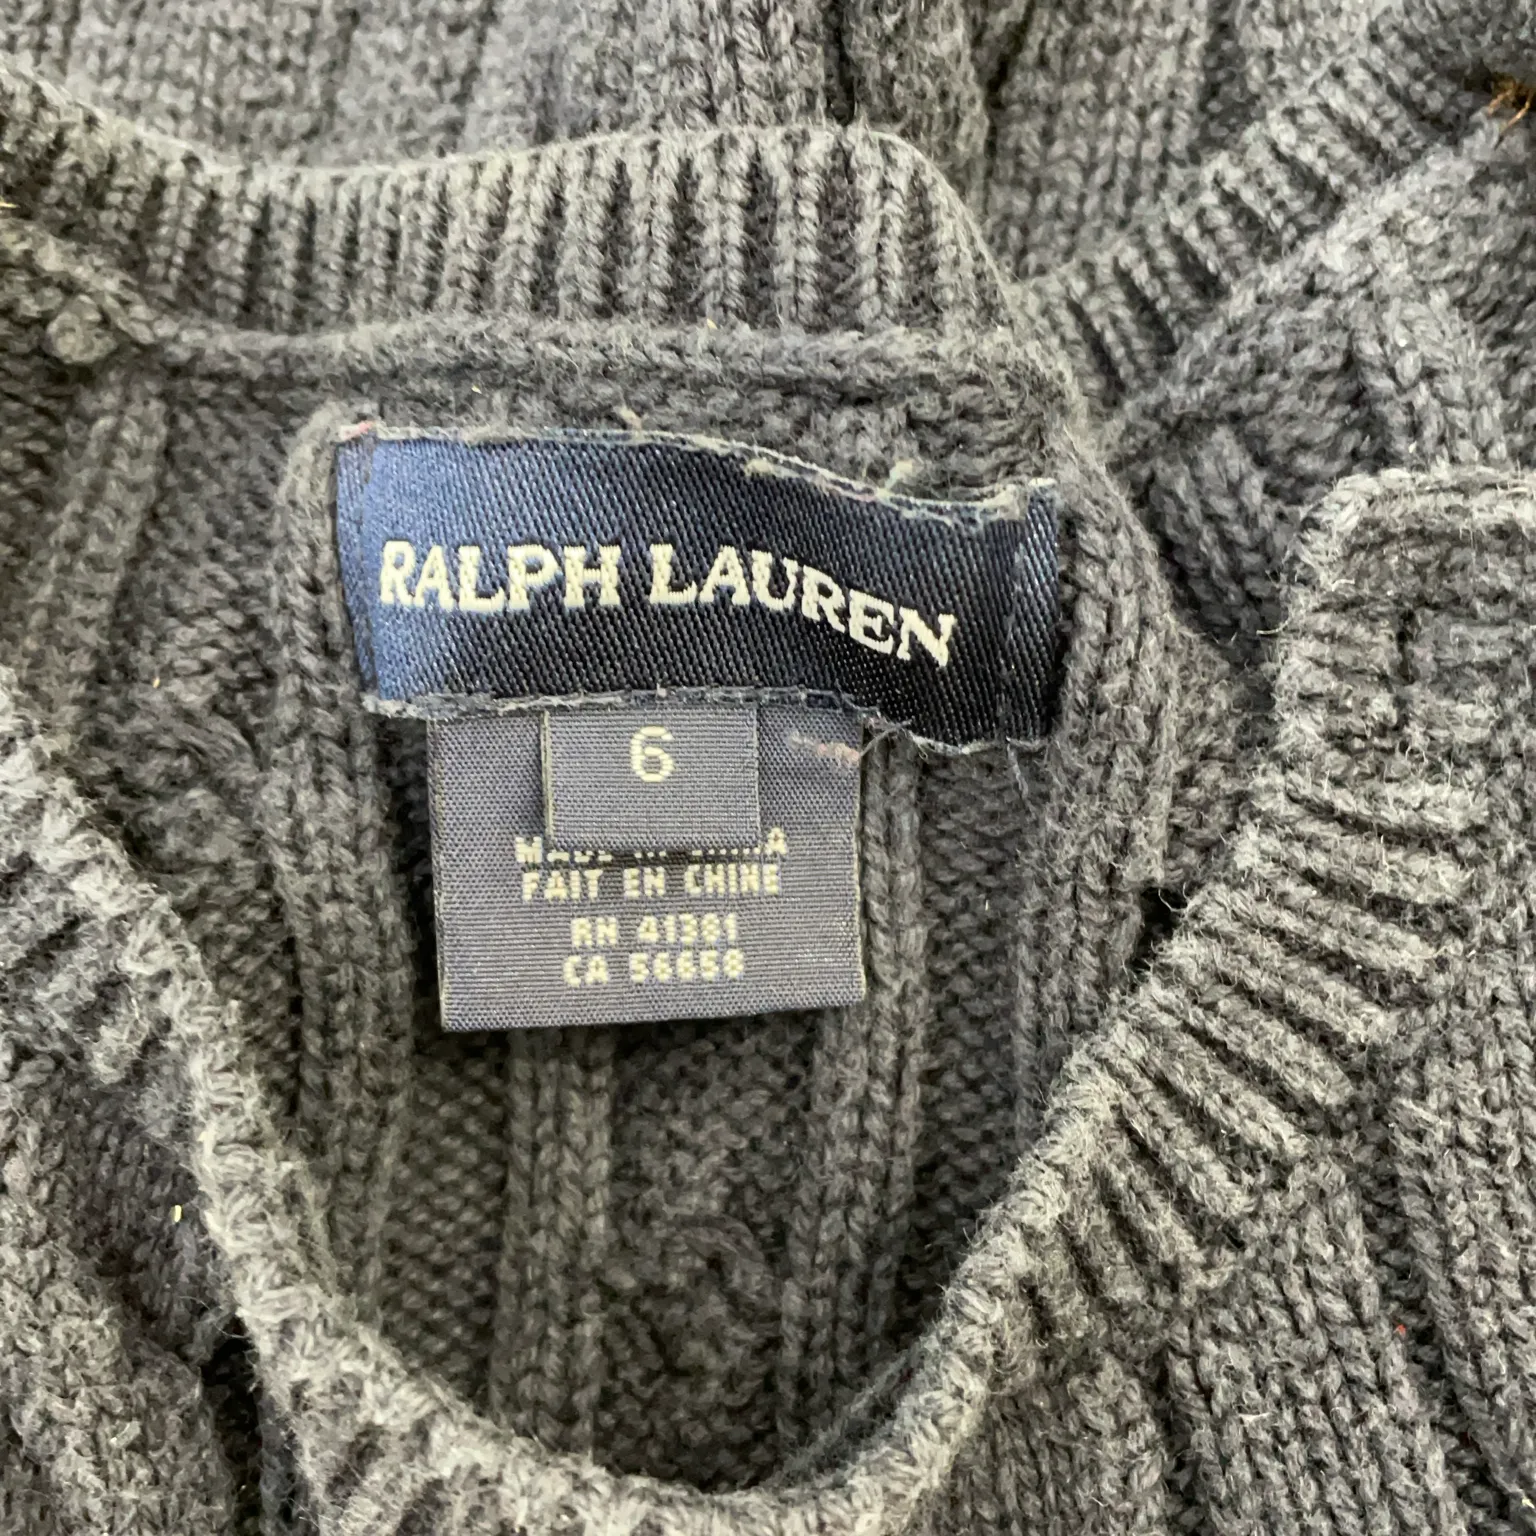 RALPH LAUREN
6
FAIT EN CHINE
RN 41381
CA 56658